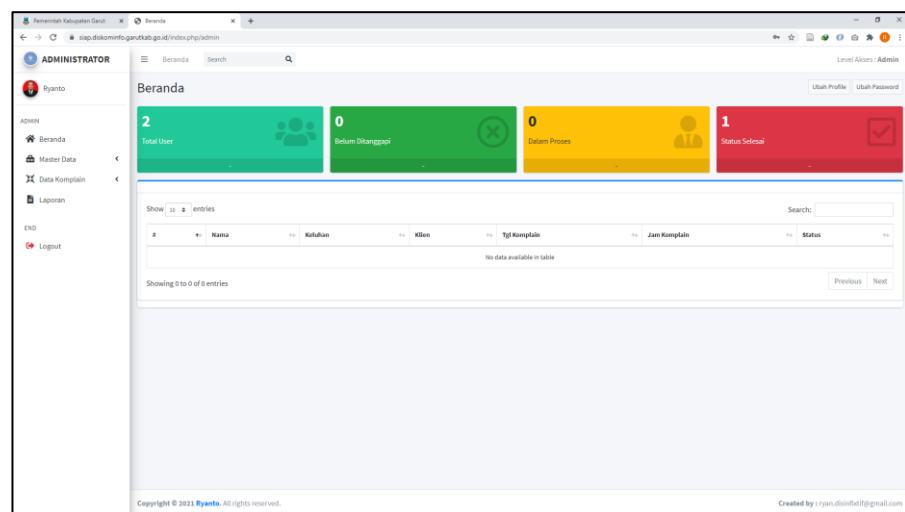 Pemerintah Kabupaten Garut
Beranda
siap.diskominfo.garutkab.go.id/index.php/admin
ADMINISTRATOR
Beranda
Search
Level Akses : Admin
Ryanto
Beranda
Ubah Profile
Ubah Password
ADMIN
Beranda
Master Data
Data Komplain
Laporan
END
Logout
2
Total User
-
0
Belum Ditanggapi
-
0
Dalam Proses
-
1
Status Selesai
-
Show 10 entries
Search:
# Nama Keluhan Klien Tgl Komplain Jam Komplain Status
No data available in table
Showing 0 to 0 of 0 entries
Previous Next
Copyright © 2021 Ryanto. All rights reserved.
Created by :